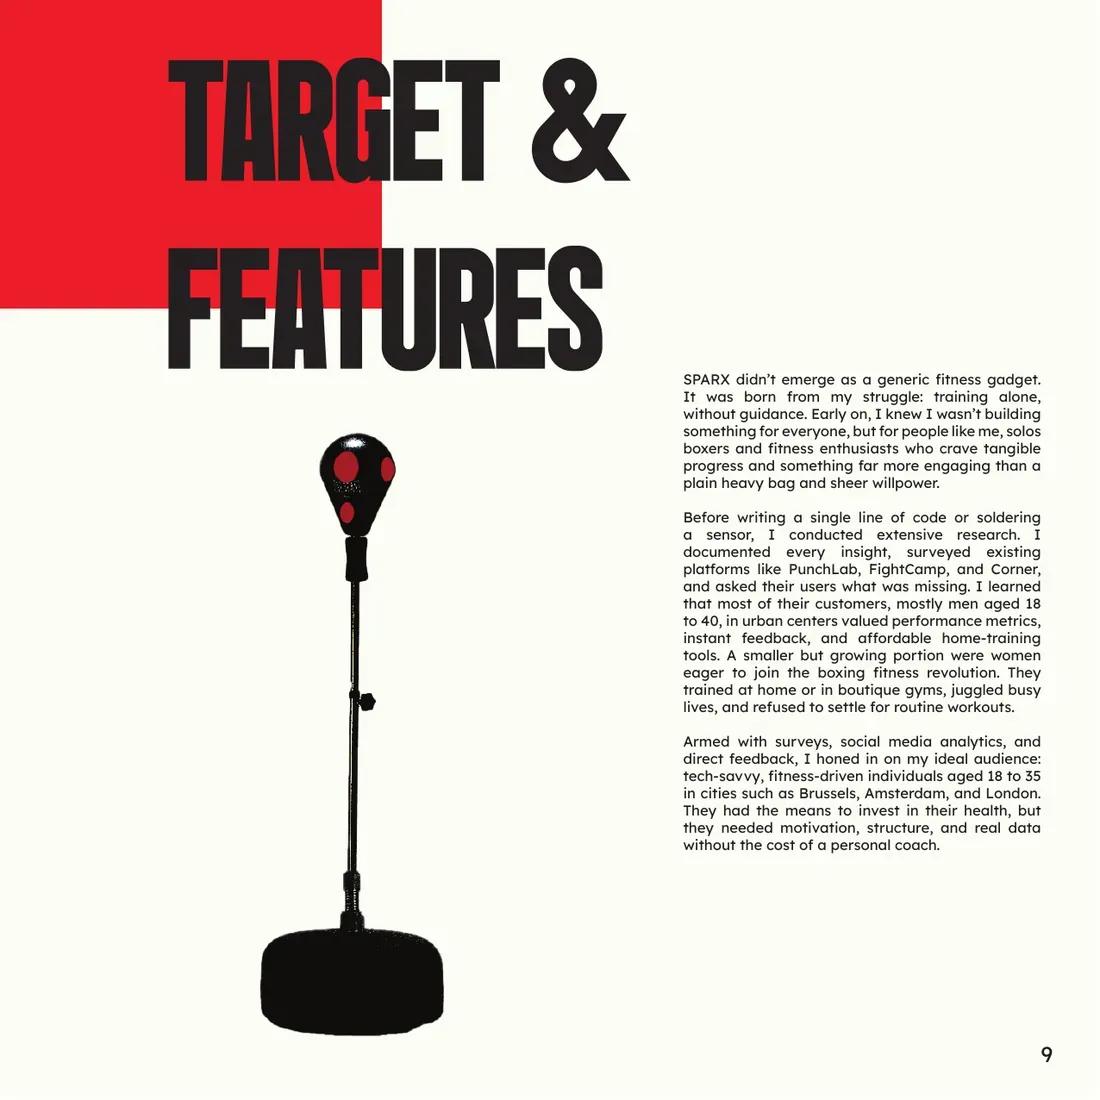 TARGET &
FEATURES
SPARX didn’t emerge as a generic fitness gadget.
It was born from my struggle: training alone,
without guidance. Early on, I knew I wasn’t building
something for everyone, but for people like me, solos
boxers and fitness enthusiasts who crave tangible
progress and something far more engaging than a
plain heavy bag and sheer willpower.
Before writing a single line of code or soldering
a sensor, I conducted extensive research. I
documented every insight, surveyed existing
platforms like PunchLab, FightCamp, and Corner,
and asked their users what was missing. I learned
that most of their customers, mostly men aged 18
to 40, in urban centers valued performance metrics,
instant feedback, and affordable home-training
tools. A smaller but growing portion were women
eager to join the boxing fitness revolution. They
trained at home or in boutique gyms, juggled busy
lives, and refused to settle for routine workouts.
Armed with surveys, social media analytics, and
direct feedback, I honed in on my ideal audience:
tech-savvy, fitness-driven individuals aged 18 to 35
in cities such as Brussels, Amsterdam, and London.
They had the means to invest in their health, but
they needed motivation, structure, and real data
without the cost of a personal coach.
9